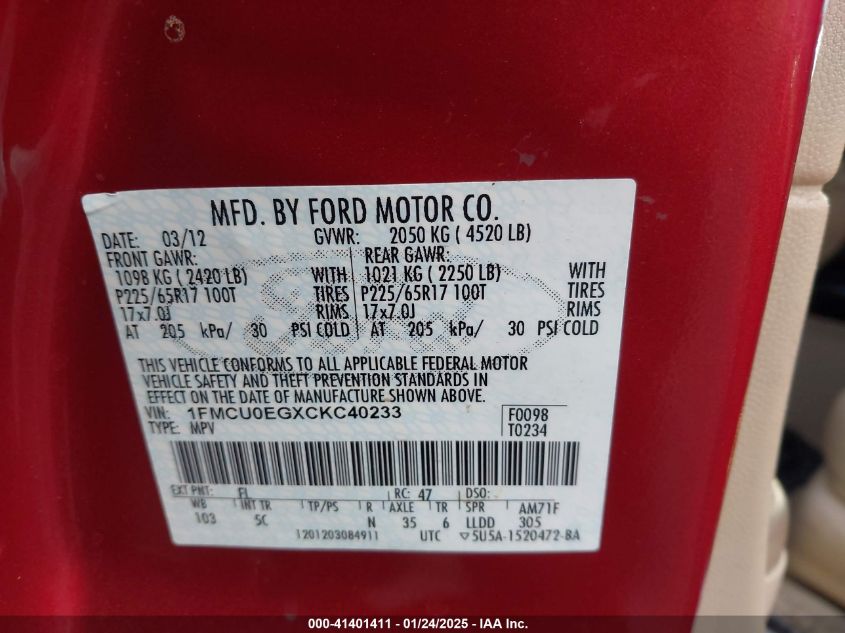 MFD. BY FORD MOTOR CO.
DATE: 03/12 GVWR: 2050 KG ( 4520 LB)
FRONT GAWR: REAR GAWR:
1098 KG ( 2420 LB) WITH 1021 KG ( 2250 LB) WITH
P225/65R17 100T TIRES P225/65R17 100T TIRES
17x7.0J RIMS 17x7.0J RIMS
AT 205 kPa/ 30 PSI COLD AT 205 kPa/ 30 PSI COLD
THIS VEHICLE CONFORMS TO ALL APPLICABLE FEDERAL MOTOR
VEHICLE SAFETY AND THEFT PREVENTION STANDARDS IN
EFFECT ON THE DATE OF MANUFACTURE SHOWN ABOVE.
VIN: 1FMCU0EGXCKC40233 F0098
TYPE: MPV T0234
EXT PNT: RC: 47 DSO:
WB INT TR TP/PS R AXLE TR SPR AM71F
103 5C N 35 6 LLDD 305
1201203084911 UTC ▽5U5A-1520472-BA
000-41401411 - 01/24/2025 - IAA Inc.